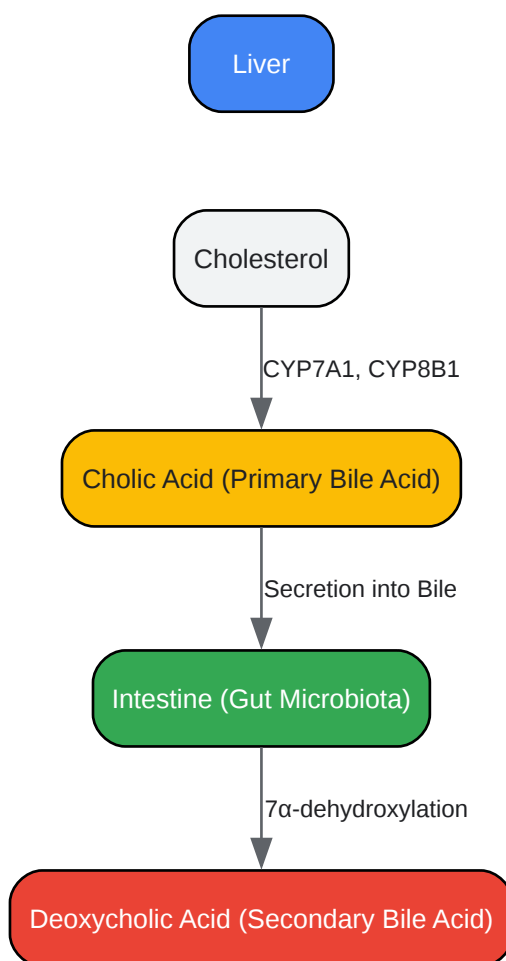 Liver
Cholesterol
CYP7A1, CYP8B1
Cholic Acid (Primary Bile Acid)
Secretion into Bile
Intestine (Gut Microbiota)
7α-dehydroxylation
Deoxycholic Acid (Secondary Bile Acid)